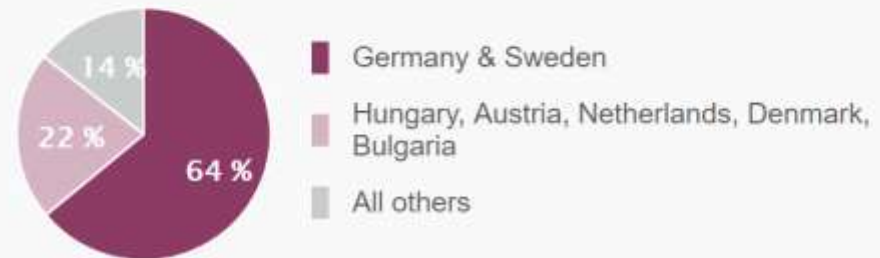 14 %
22 %
64 %
Germany & Sweden
Hungary, Austria, Netherlands, Denmark,
Bulgaria
All others